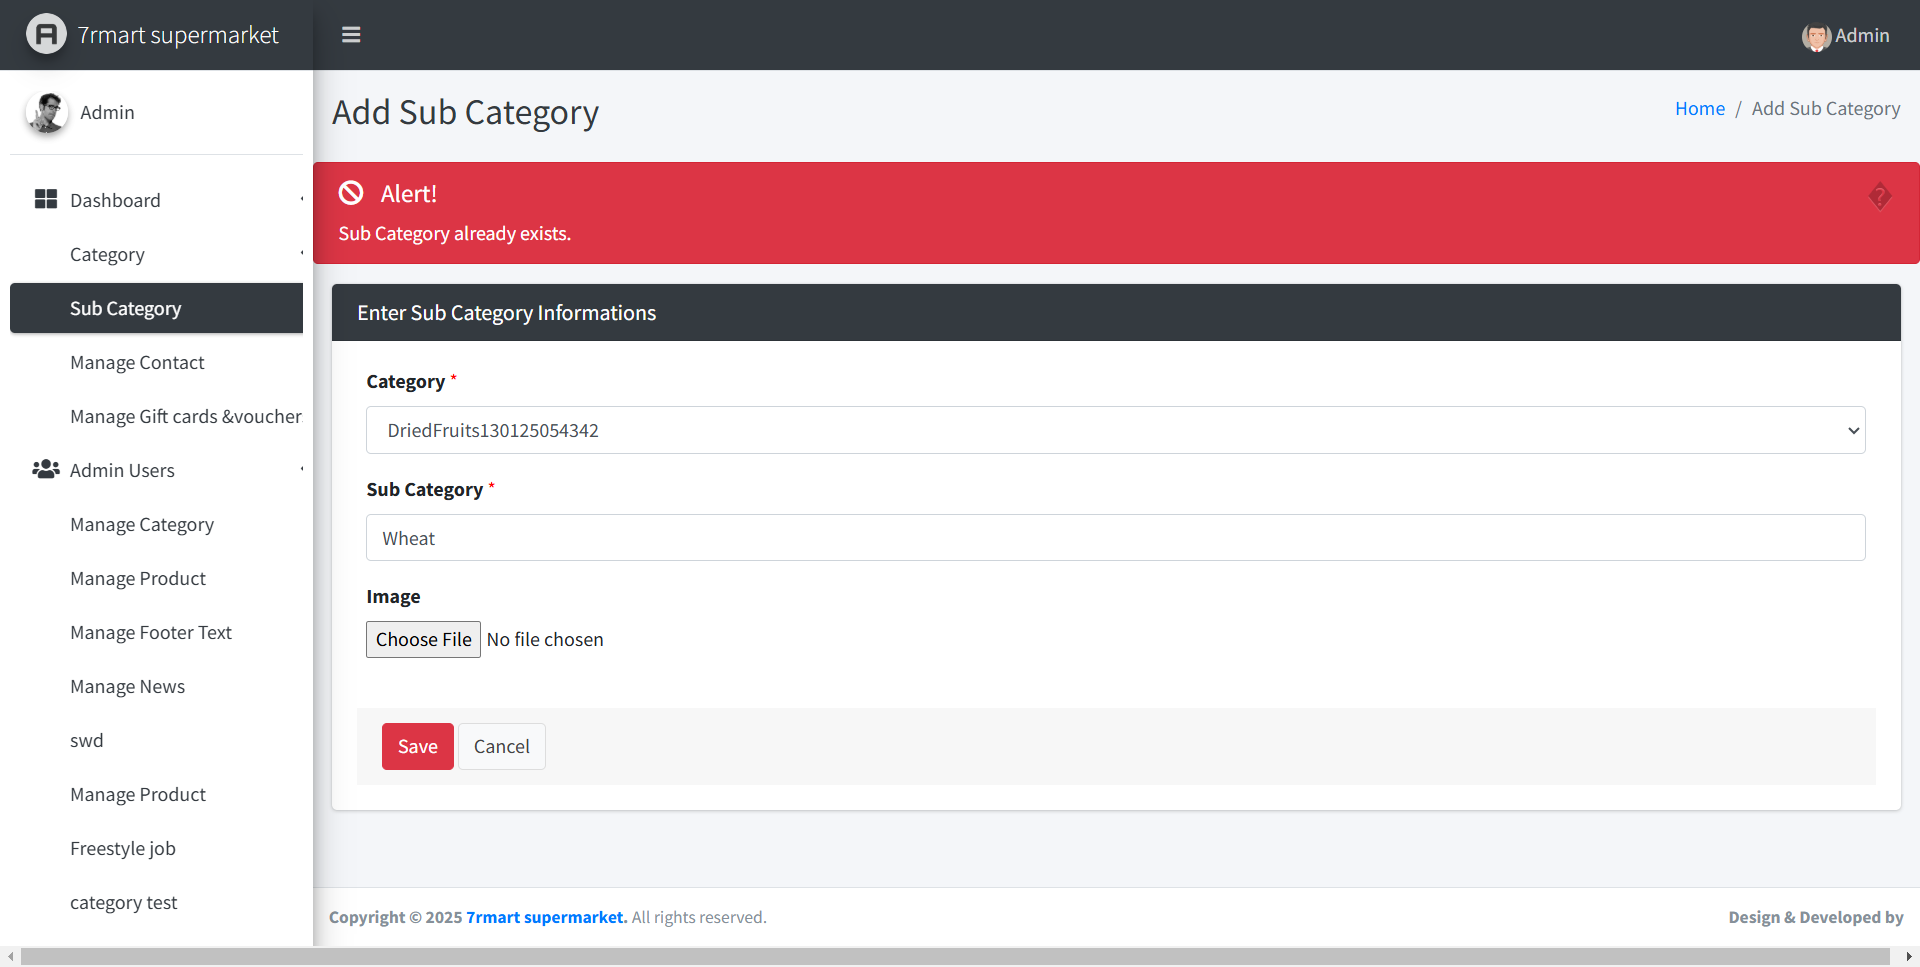 7rmart supermarket
Admin
Admin
Add Sub Category
Home / Add Sub Category
Alert!
Sub Category already exists.
Dashboard
Category
Sub Category
Manage Contact
Manage Gift cards &voucher
Admin Users
Manage Category
Manage Product
Manage Footer Text
Manage News
swd
Manage Product
Freestyle job
category test
Enter Sub Category Informations
Category *
DriedFruits130125054342
Sub Category *
Wheat
Image
Choose File No file chosen
Save Cancel
Copyright © 2025 7rmart supermarket. All rights reserved.
Design & Developed by